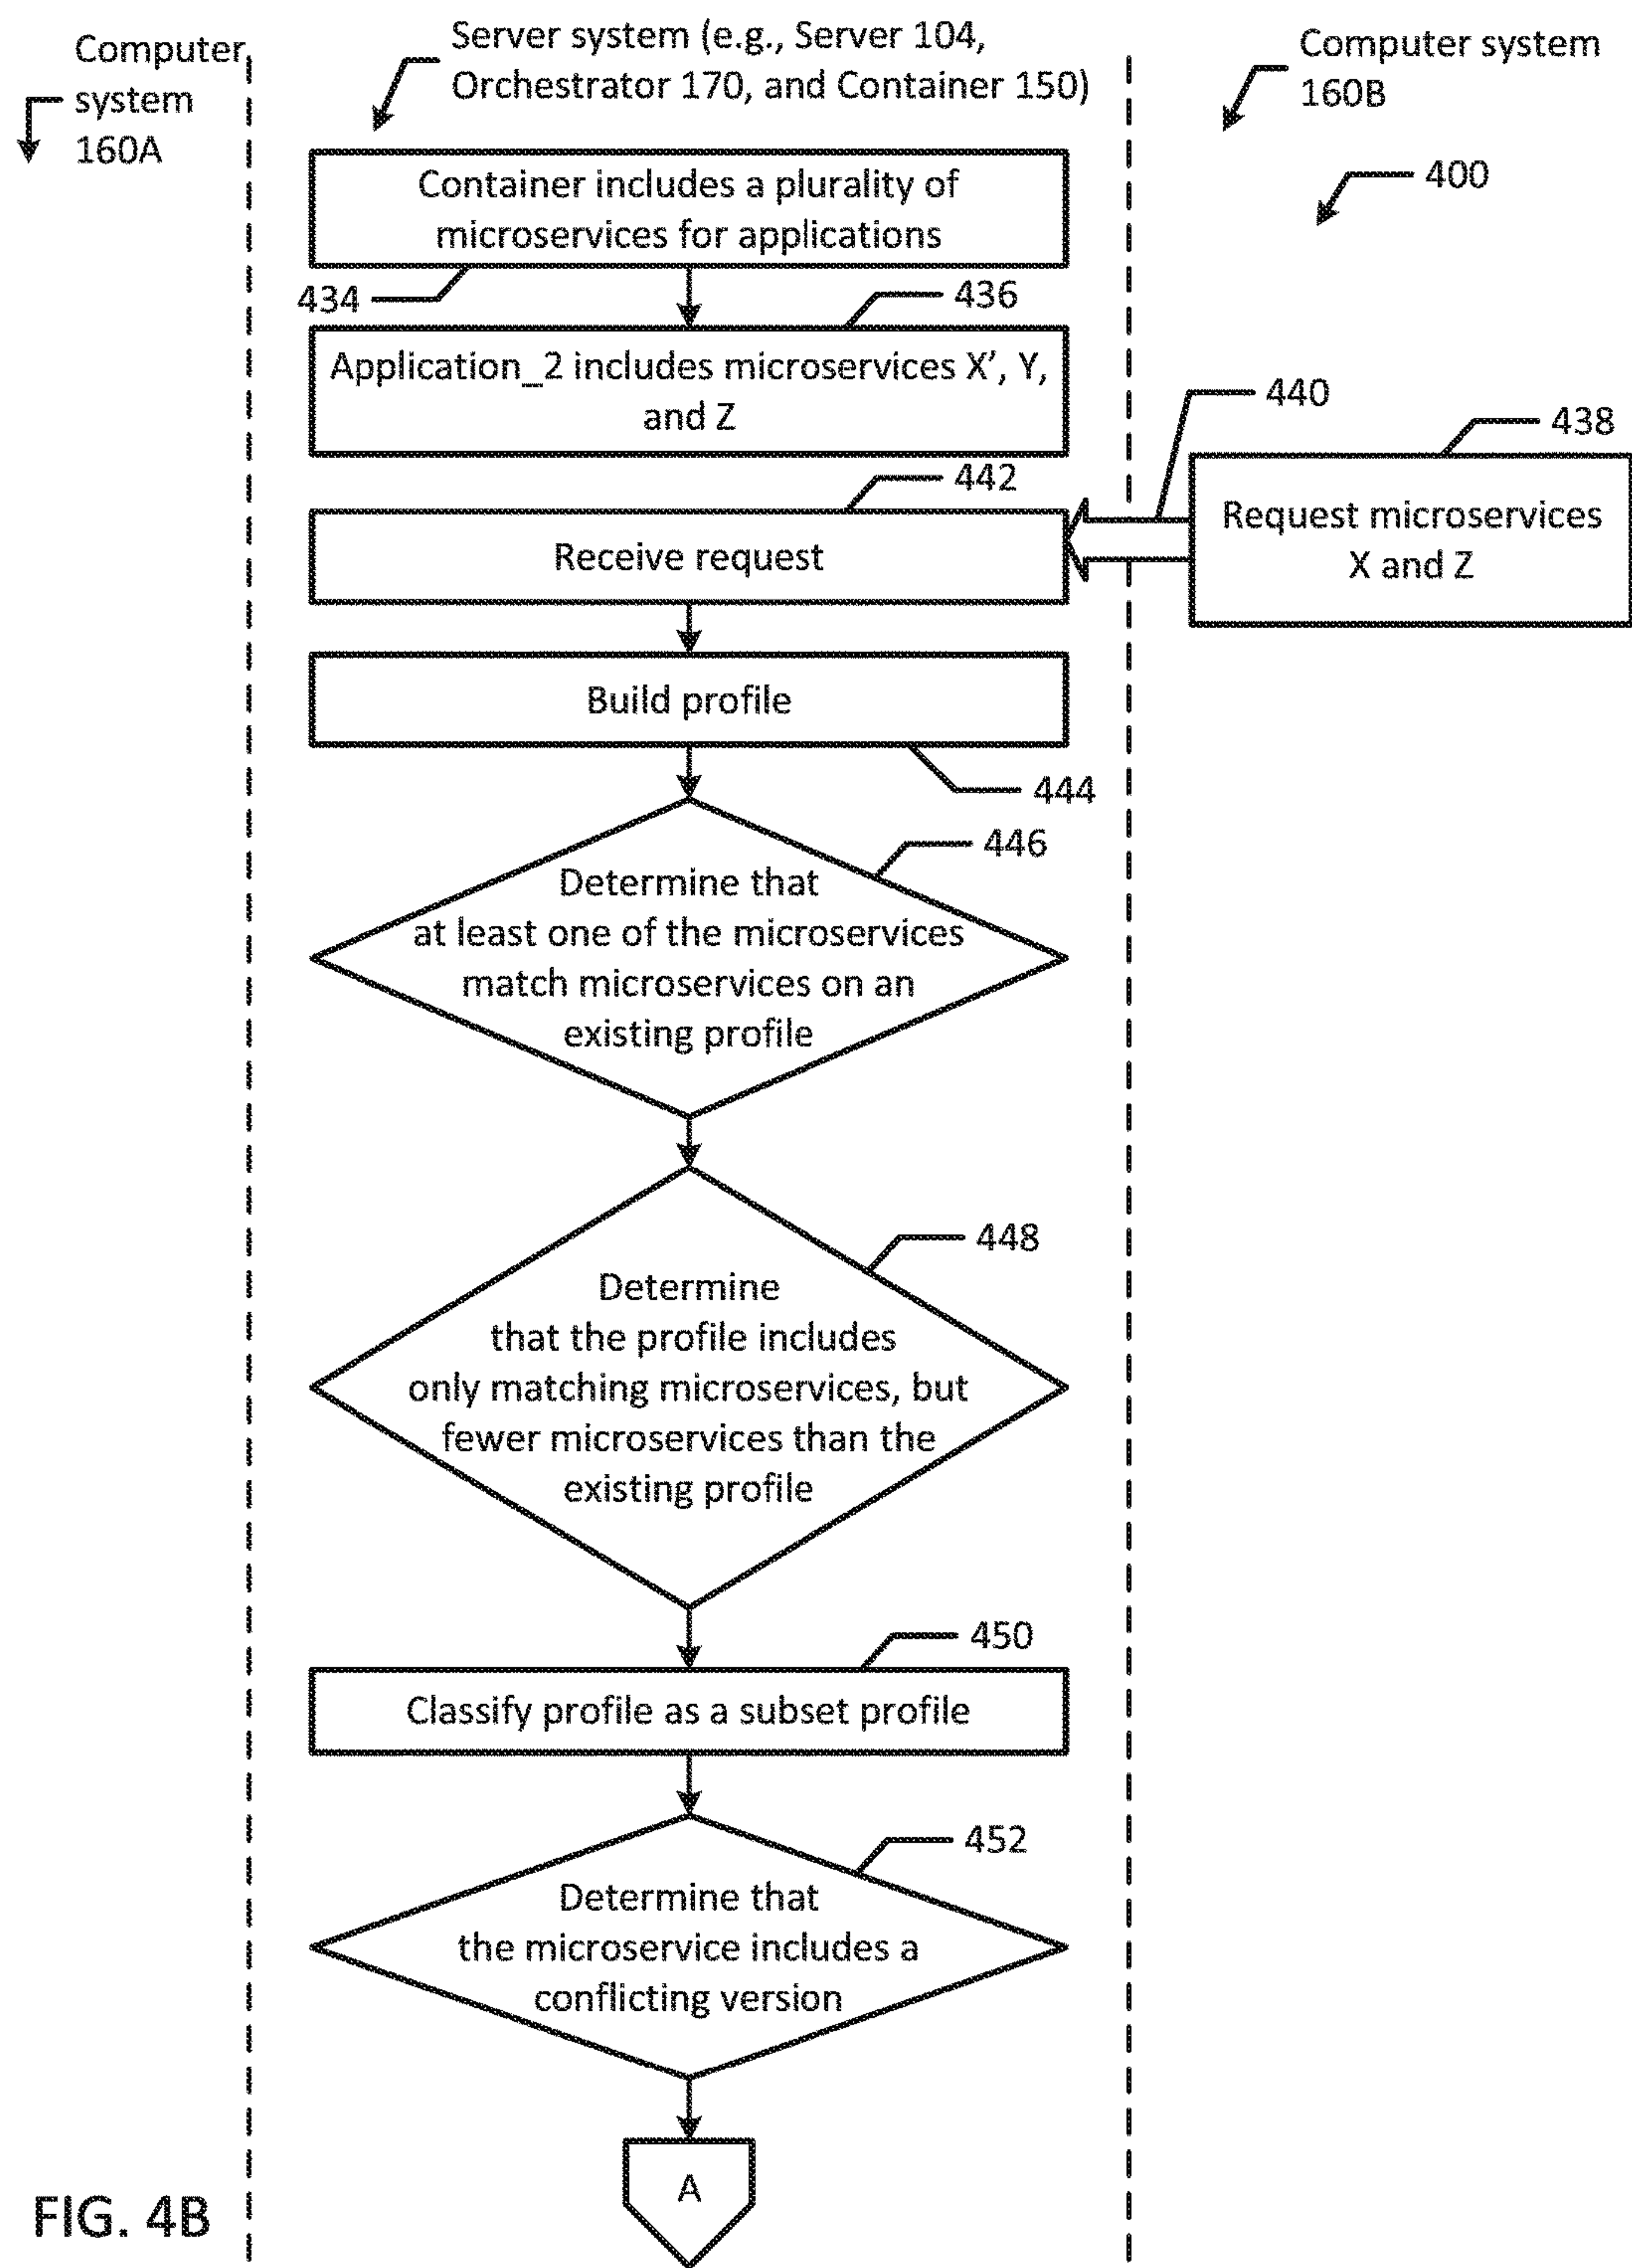 Computer
system
160A
Server system (e.g., Server 104,
Orchestrator 170, and Container 150)
Computer system
160B
400
Container includes a plurality of
microservices for applications
434
436
Application_2 includes microservices X’, Y,
and Z
440
438
442
Request microservices
X and Z
Receive request
Build profile
444
446
Determine that
at least one of the microservices
match microservices on an
existing profile
448
Determine
that the profile includes
only matching microservices, but
fewer microservices than the
existing profile
450
Classify profile as a subset profile
452
Determine that
the microservice includes a
conflicting version
A
FIG. 4B